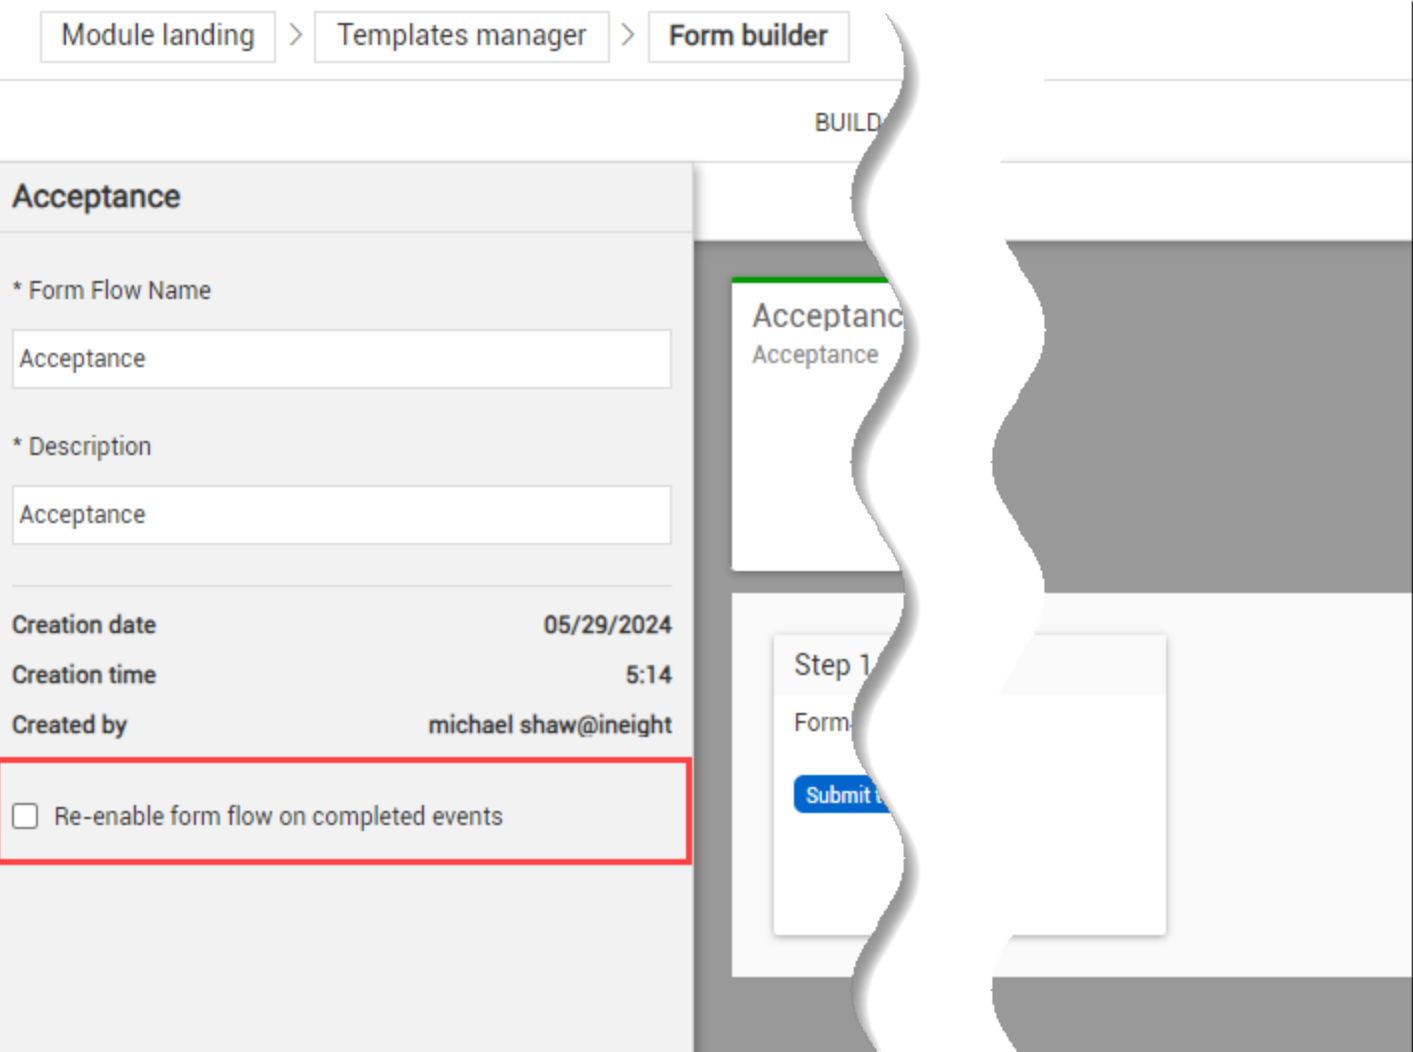 Module landing > Templates manager > Form builder
BUILD
Acceptance
* Form Flow Name
Acceptance
* Description
Acceptance
Creation date 05/29/2024
Creation time 5:14
Created by michael shaw@ineight
Re-enable form flow on completed events
Acceptanc
Acceptance
Step 1
Form
Submit